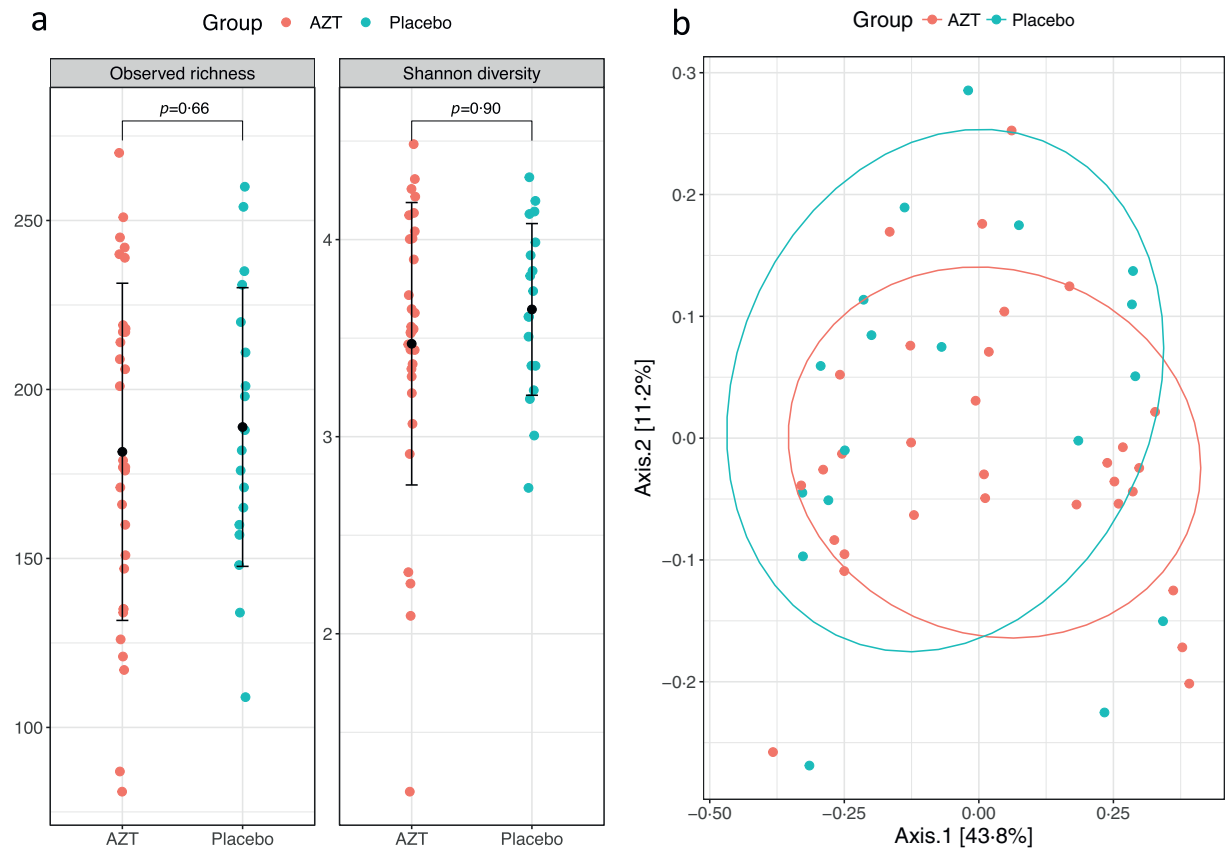 a
Group AZT Placebo
Observed richness
Shannon diversity
p=0·66
p=0·90
250
200
150
100
4
3
2
AZT
Placebo
AZT
Placebo
b
Group AZT Placebo
0·3
0·2
0·1
0·0
−0·1
−0·2
Axis.2 [11·2%]
−0·50
−0·25
0·00
0·25
Axis.1 [43·8%]